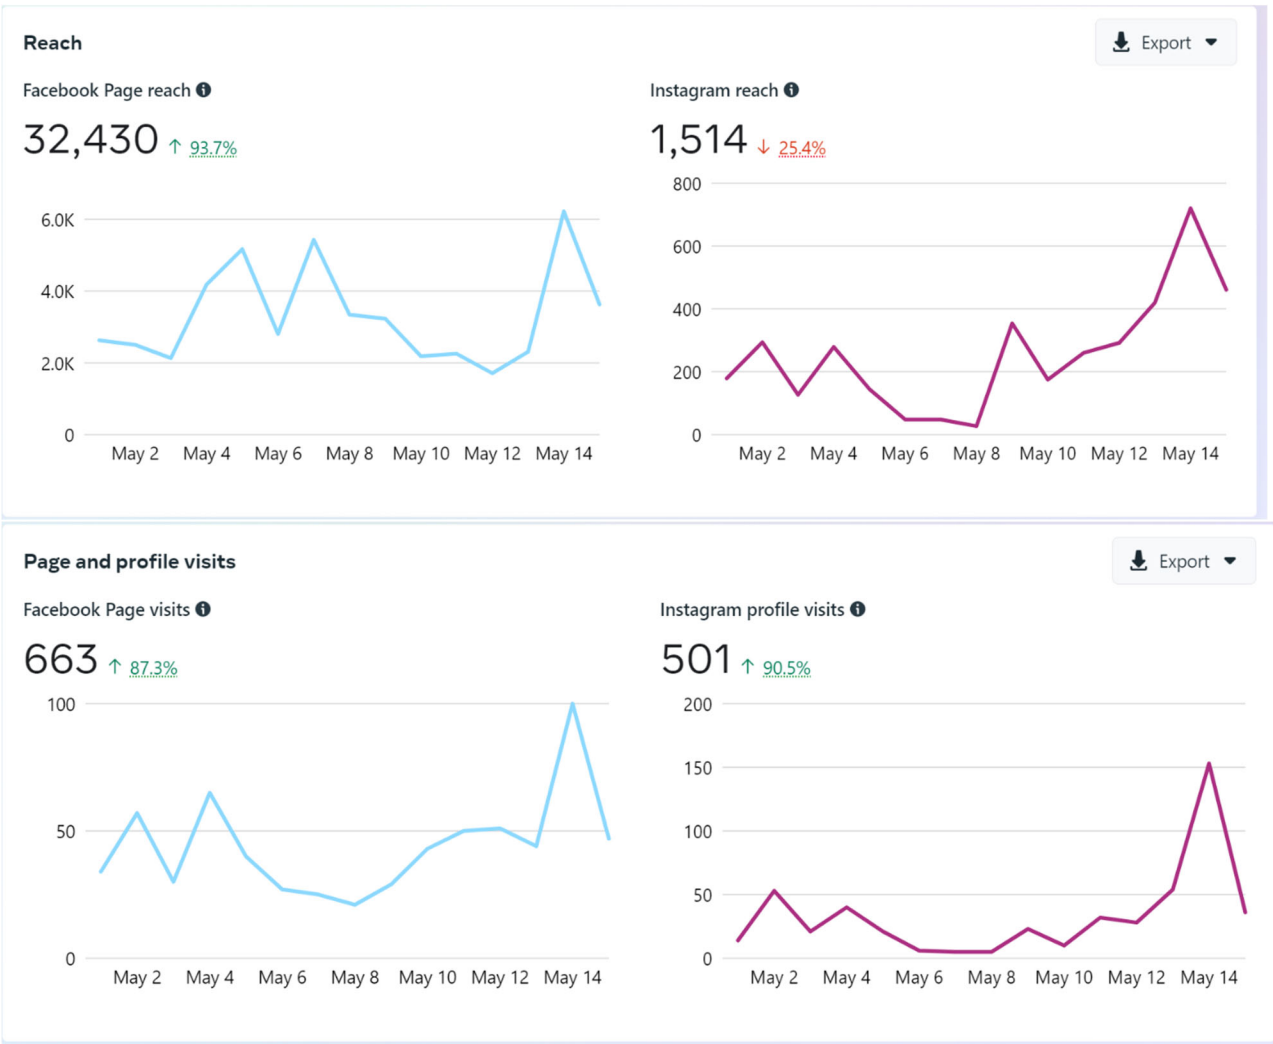 Reach
Export
Facebook Page reach
Instagram reach
32,430 ↑ 93.7%
1,514 ↓ 25.4%
6.0K
4.0K
2.0K
0
May 2 May 4 May 6 May 8 May 10 May 12 May 14
800
600
400
200
0
May 2 May 4 May 6 May 8 May 10 May 12 May 14
Page and profile visits
Export
Facebook Page visits
Instagram profile visits
663 ↑ 87.3%
501 ↑ 90.5%
100
50
0
May 2 May 4 May 6 May 8 May 10 May 12 May 14
200
150
100
50
0
May 2 May 4 May 6 May 8 May 10 May 12 May 14